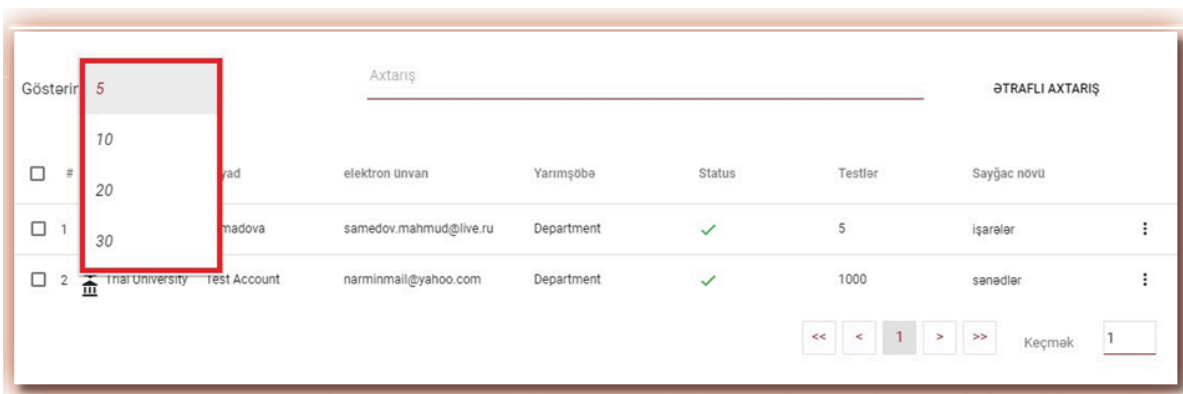 Göstərin 5
Axtarış
ƏTRAFLI AXTARIŞ
10
20
30
# yad elektron ünvan Yarımşöbə Status Testlər Sayğac növü
1 madova samedov.mahmud@live.ru Department 5 işarələr
2 Trial University Test Account narminmail@yahoo.com Department 1000 sənədlər
<< < 1 > >> Keçmək 1